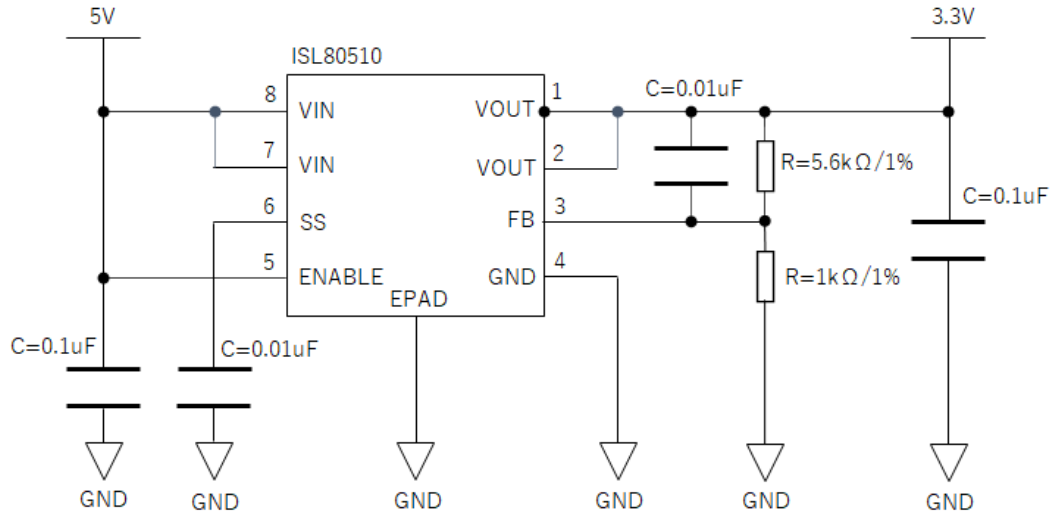 5V
3.3V
ISL80510
8
VIN
VOUT
1
C=0.01uF
7
VIN
VOUT
2
R=5.6kΩ/1%
6
SS
FB
3
C=0.1uF
5
ENABLE
GND
4
R=1kΩ/1%
EPAD
C=0.1uF
C=0.01uF
GND
GND
GND
GND
GND
GND